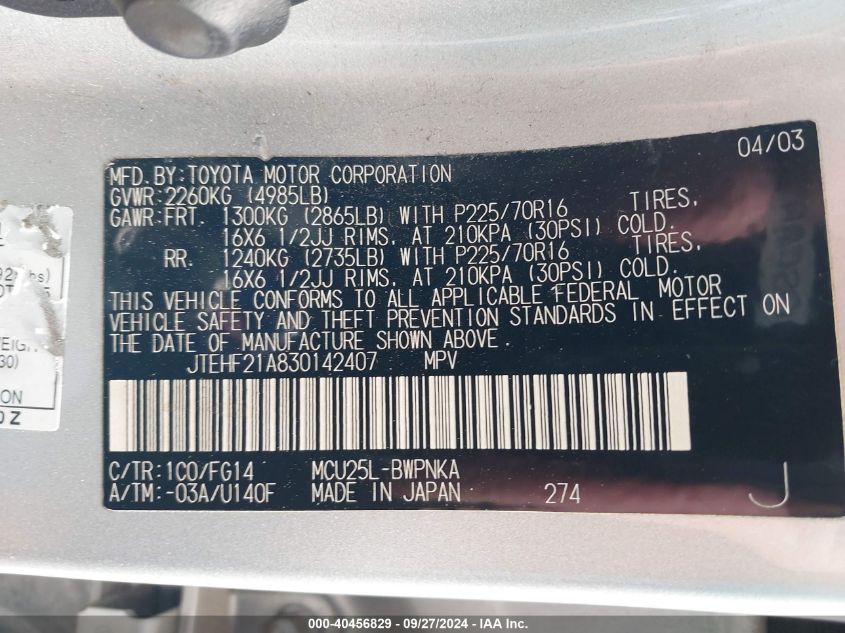 04/03
MFD. BY: TOYOTA MOTOR CORPORATION
GVWR: 2260KG (4985LB)
GAWR: FRT. 1300KG (2865LB) WITH P225/70R16 TIRES,
16X6 1/2JJ RIMS, AT 210KPA (30PSI) COLD.
RR. 1240KG (2735LB) WITH P225/70R16 TIRES,
16X6 1/2JJ RIMS, AT 210KPA (30PSI) COLD.
THIS VEHICLE CONFORMS TO ALL APPLICABLE FEDERAL MOTOR
VEHICLE SAFETY AND THEFT PREVENTION STANDARDS IN EFFECT ON
THE DATE OF MANUFACTURE SHOWN ABOVE.
JTEHF21A830142407 MPV
C/TR: 1C0/FG14 MCU25L-BWPNKA
A/TM: -03A/U140F MADE IN JAPAN 274 J
30)
ON
0 Z
000-40456829 - 09/27/2024 - IAA Inc.